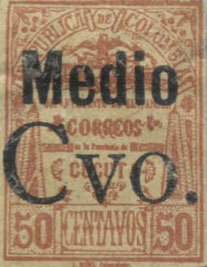 REPUBLICA DE COLOMBIA
Medio
CORREOS
Cvo.
50 CENTAVOS 50